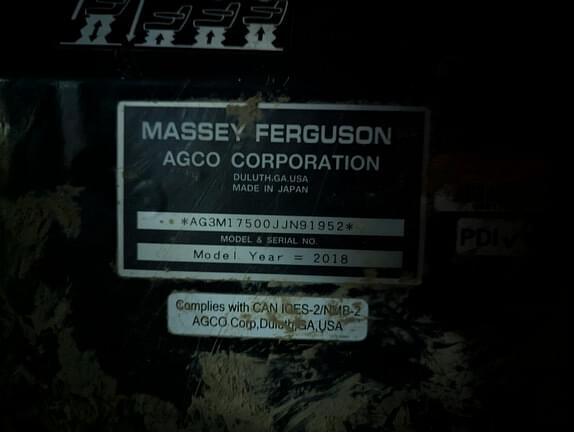 MASSEY FERGUSON
AGCO CORPORATION
DULUTH,GA.USA
MADE IN JAPAN
*AG3M17500JJN91952*
MODEL & SERIAL NO.
Model Year = 2018
PDI ✓
Complies with CAN ICES-2/NMB-2
AGCO Corp,Duluth,GA,USA